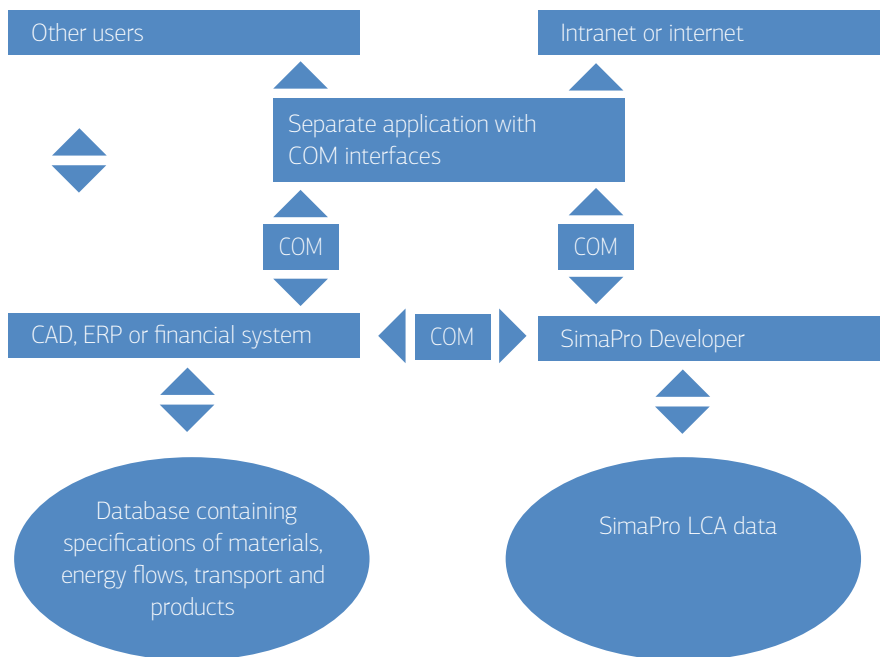 Other users
Intranet or internet
Separate application with
COM interfaces
COM
COM
CAD, ERP or financial system
COM
SimaPro Developer
Database containing
specifications of materials,
energy flows, transport and
products
SimaPro LCA data